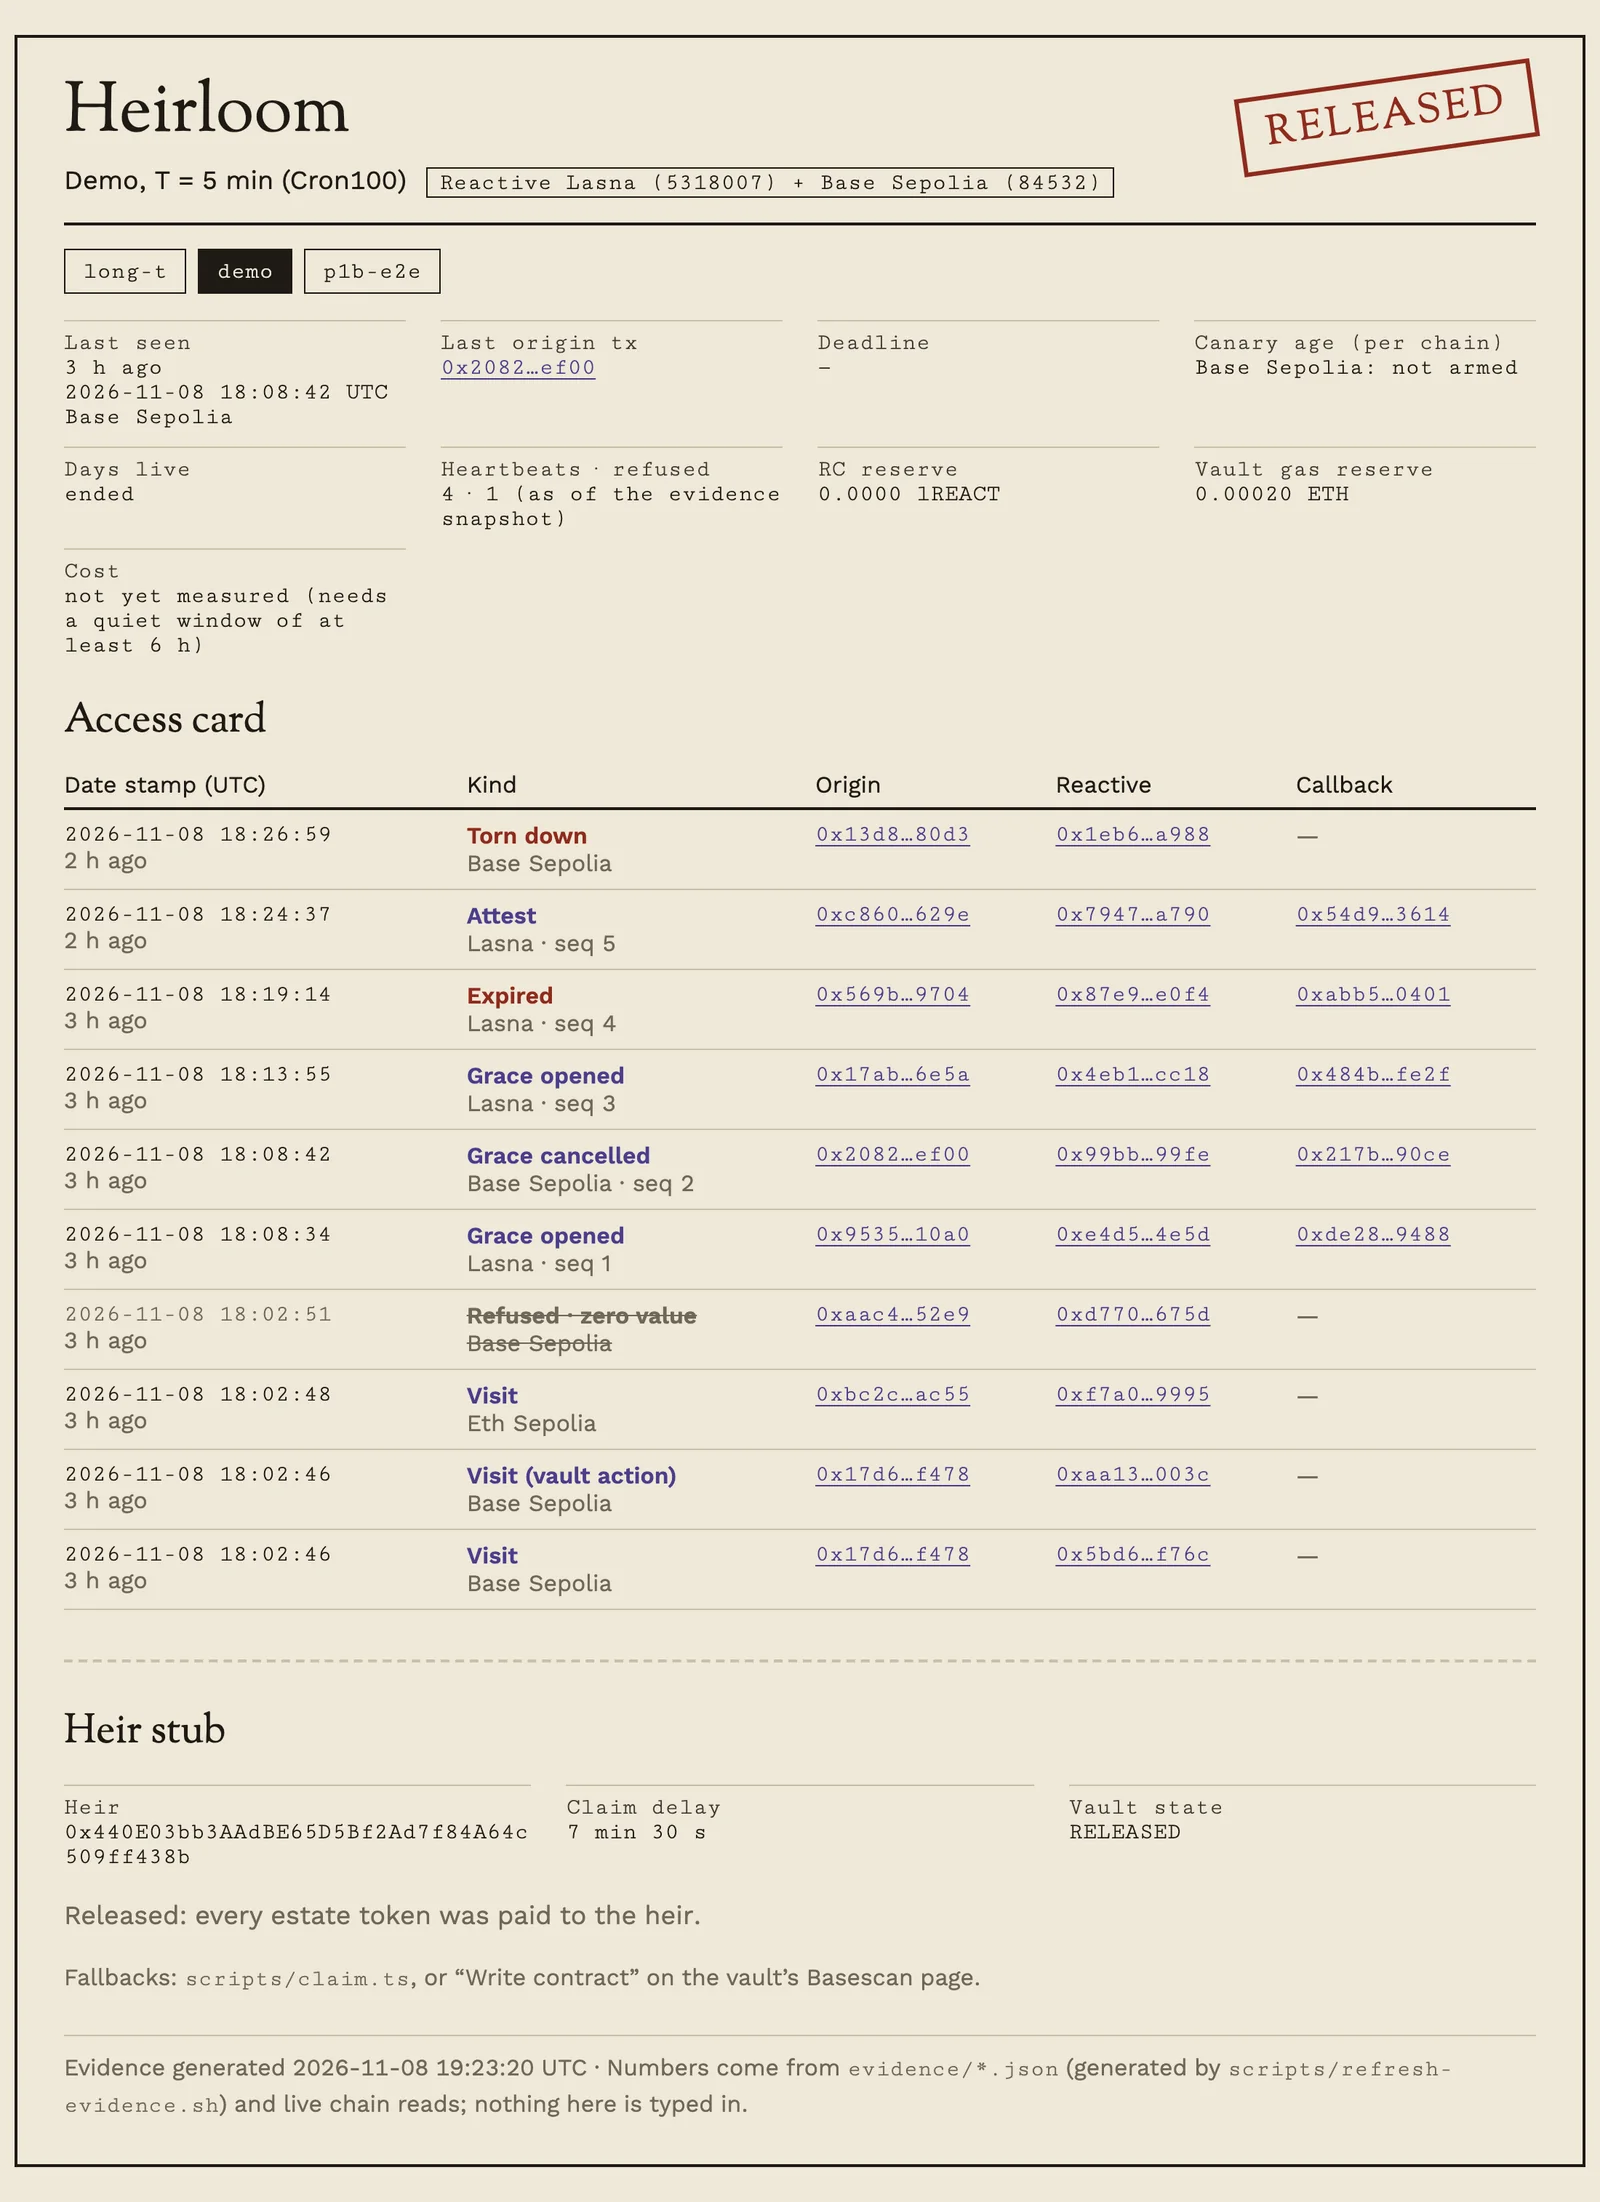 Heirloom
RELEASED
Demo, T = 5 min (Cron100)
Reactive Lasna (5318007) + Base Sepolia (84532)
long-t
demo
p1b-e2e
Last seen
3 h ago
2026-11-08 18:08:42 UTC
Base Sepolia
Last origin tx
0x2082…ef00
Deadline
—
Canary age (per chain)
Base Sepolia: not armed
Days live
ended
Heartbeats · refused
4 · 1 (as of the evidence
snapshot)
RC reserve
0.0000 lREACT
Vault gas reserve
0.00020 ETH
Cost
not yet measured (needs
a quiet window of at
least 6 h)
Access card
Date stamp (UTC) Kind Origin Reactive Callback
2026-11-08 18:26:59 Torn down 0x13d8…80d3 0x1eb6…a988 —
2 h ago Base Sepolia
2026-11-08 18:24:37 Attest 0xc860…629e 0x7947…a790 0x54d9…3614
2 h ago Lasna · seq 5
2026-11-08 18:19:14 Expired 0x569b…9704 0x87e9…e0f4 0xabb5…0401
3 h ago Lasna · seq 4
2026-11-08 18:13:55 Grace opened 0x17ab…6e5a 0x4eb1…cc18 0x484b…fe2f
3 h ago Lasna · seq 3
2026-11-08 18:08:42 Grace cancelled 0x2082…ef00 0x99bb…99fe 0x217b…90ce
3 h ago Base Sepolia · seq 2
2026-11-08 18:08:34 Grace opened 0x9535…10a0 0xe4d5…4e5d 0xde28…9488
3 h ago Lasna · seq 1
2026-11-08 18:02:51 Refused · zero value 0xaac4…52e9 0xd770…675d —
3 h ago Base Sepolia
2026-11-08 18:02:48 Visit 0xbc2c…ac55 0xf7a0…9995 —
3 h ago Eth Sepolia
2026-11-08 18:02:46 Visit (vault action) 0x17d6…f478 0xaa13…003c —
3 h ago Base Sepolia
2026-11-08 18:02:46 Visit 0x17d6…f478 0x5bd6…f76c —
3 h ago Base Sepolia
Heir stub
Heir
0x440E03bb3AAdBE65D5Bf2Ad7f84A64c
509ff438b
Claim delay
7 min 30 s
Vault state
RELEASED
Released: every estate token was paid to the heir.
Fallbacks: scripts/claim.ts, or “Write contract” on the vault’s Basescan page.
Evidence generated 2026-11-08 19:23:20 UTC · Numbers come from evidence/*.json (generated by scripts/refresh-
evidence.sh) and live chain reads; nothing here is typed in.